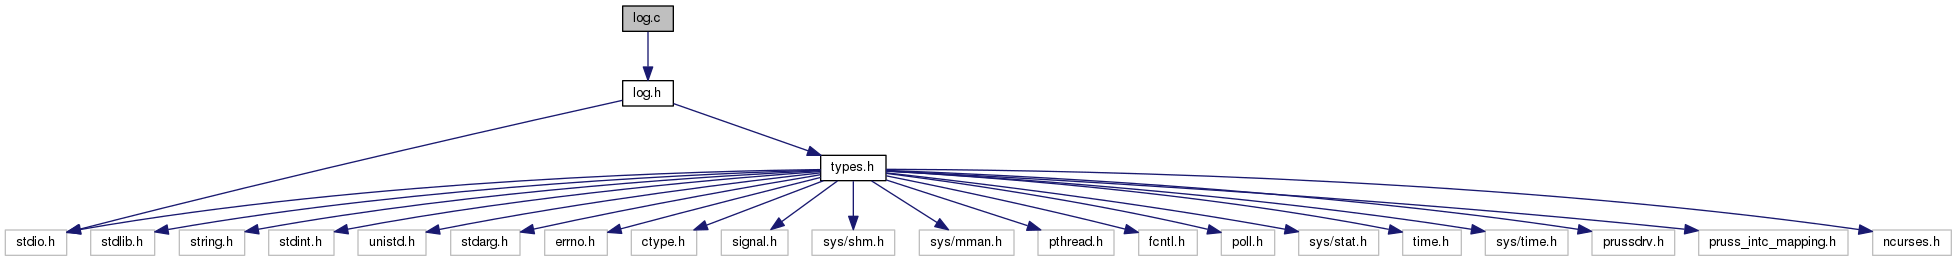 log.c
log.h
types.h
stdio.h
stdlib.h
string.h
stdint.h
unistd.h
stdarg.h
errno.h
ctype.h
signal.h
sys/shm.h
sys/mman.h
pthread.h
fcntl.h
poll.h
sys/stat.h
time.h
sys/time.h
prussdrv.h
pruss_intc_mapping.h
ncurses.h